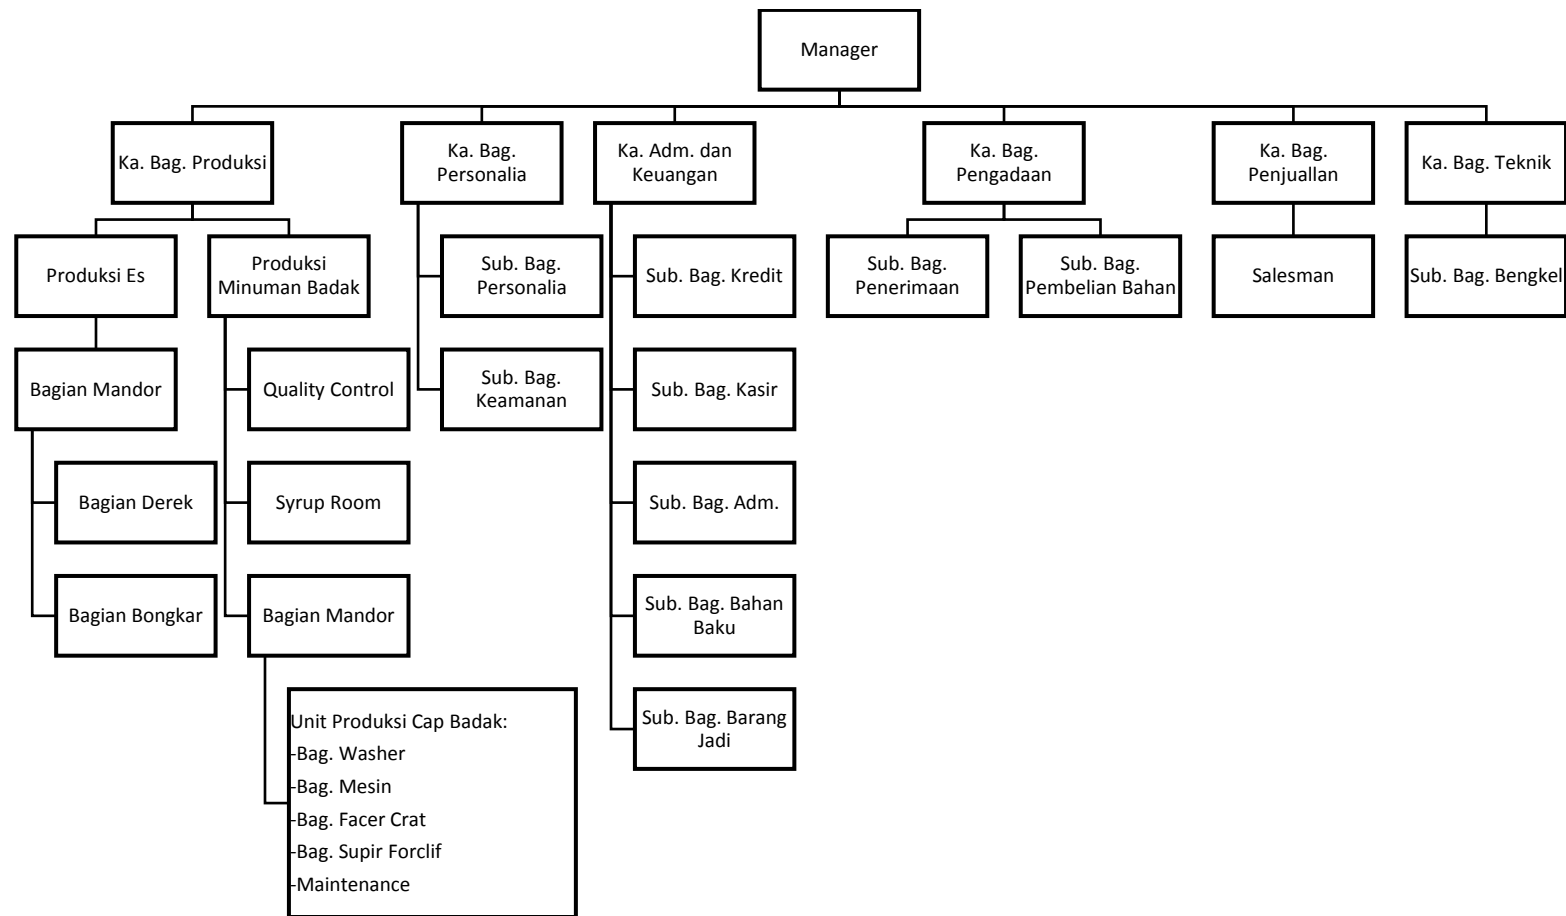 Manager
Ka. Bag. Produksi
Ka. Bag.
Personalia
Ka. Adm. dan
Keuangan
Ka. Bag.
Pengadaan
Ka. Bag.
Penjuallan
Ka. Bag. Teknik
Produksi Es
Produksi
Minuman Badak
Sub. Bag.
Personalia
Sub. Bag. Kredit
Sub. Bag.
Penerimaan
Sub. Bag.
Pembelian Bahan
Salesman
Sub. Bag. Bengkel
Bagian Mandor
Quality Control
Sub. Bag.
Keamanan
Sub. Bag. Kasir
Bagian Derek
Syrup Room
Sub. Bag. Adm.
Bagian Bongkar
Bagian Mandor
Sub. Bag. Bahan
Baku
Unit Produksi Cap Badak:
-Bag. Washer
-Bag. Mesin
-Bag. Facer Crat
-Bag. Supir Forclif
-Maintenance
Sub. Bag. Barang
Jadi